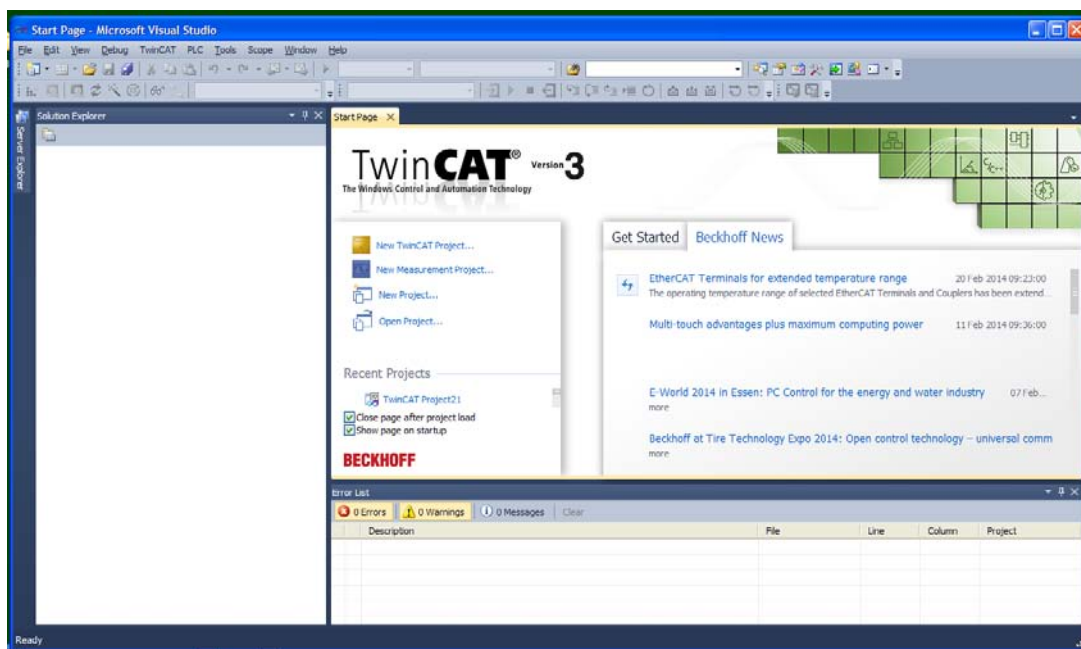 Start Page - Microsoft Visual Studio
File Edit View Debug TwinCAT PLC Tools Scope Window Help
Server Explorer
Solution Explorer
Start Page
TwinCAT® Version 3
The Windows Control and Automation Technology
New TwinCAT Project...
New Measurement Project...
New Project...
Open Project...
Recent Projects
TwinCAT Project21
Close page after project load
Show page on startup
BECKHOFF
Get Started Beckhoff News
EtherCAT Terminals for extended temperature range 20 Feb 2014 09:23:00
The operating temperature range of selected EtherCAT Terminals and Couplers has been extend...
Multi-touch advantages plus maximum computing power 11 Feb 2014 09:36:00
E-World 2014 in Essen: PC Control for the energy and water industry 07 Feb...
more
Beckhoff at Tire Technology Expo 2014: Open control technology – universal comm
more
Error List
0 Errors 0 Warnings 0 Messages Clear
Description File Line Column Project
Ready